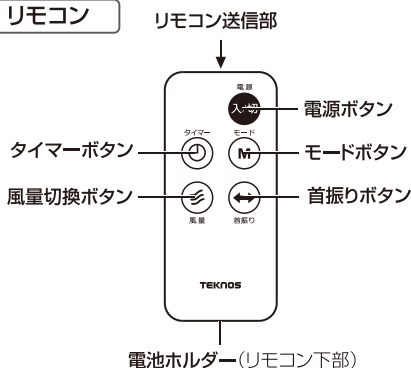 リモコン
リモコン送信部
電源
入/切
電源ボタン
タイマー
モード
タイマーボタン
M
モードボタン
風量切換ボタン
首振りボタン
風量
首振り
TEKNOS
電池ホルダー(リモコン下部)